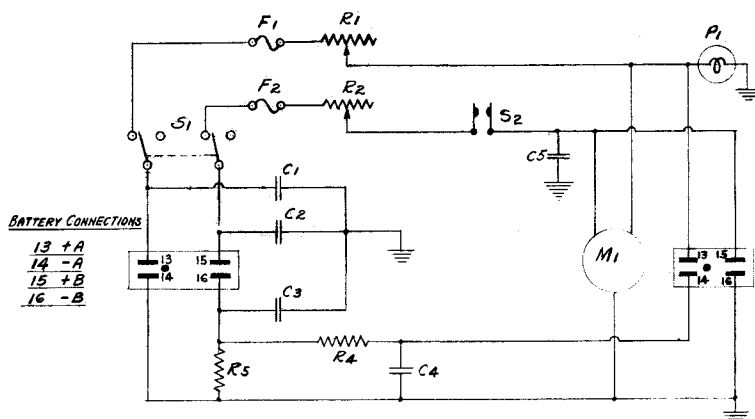 F1
R1
P1
F2
R2
S1
S2
C5
C1
C2
BATTERY CONNECTIONS
13 +A
14 -A
15 +B
16 -B
13
14
15
16
M1
13
14
15
16
C3
R4
R5
C4